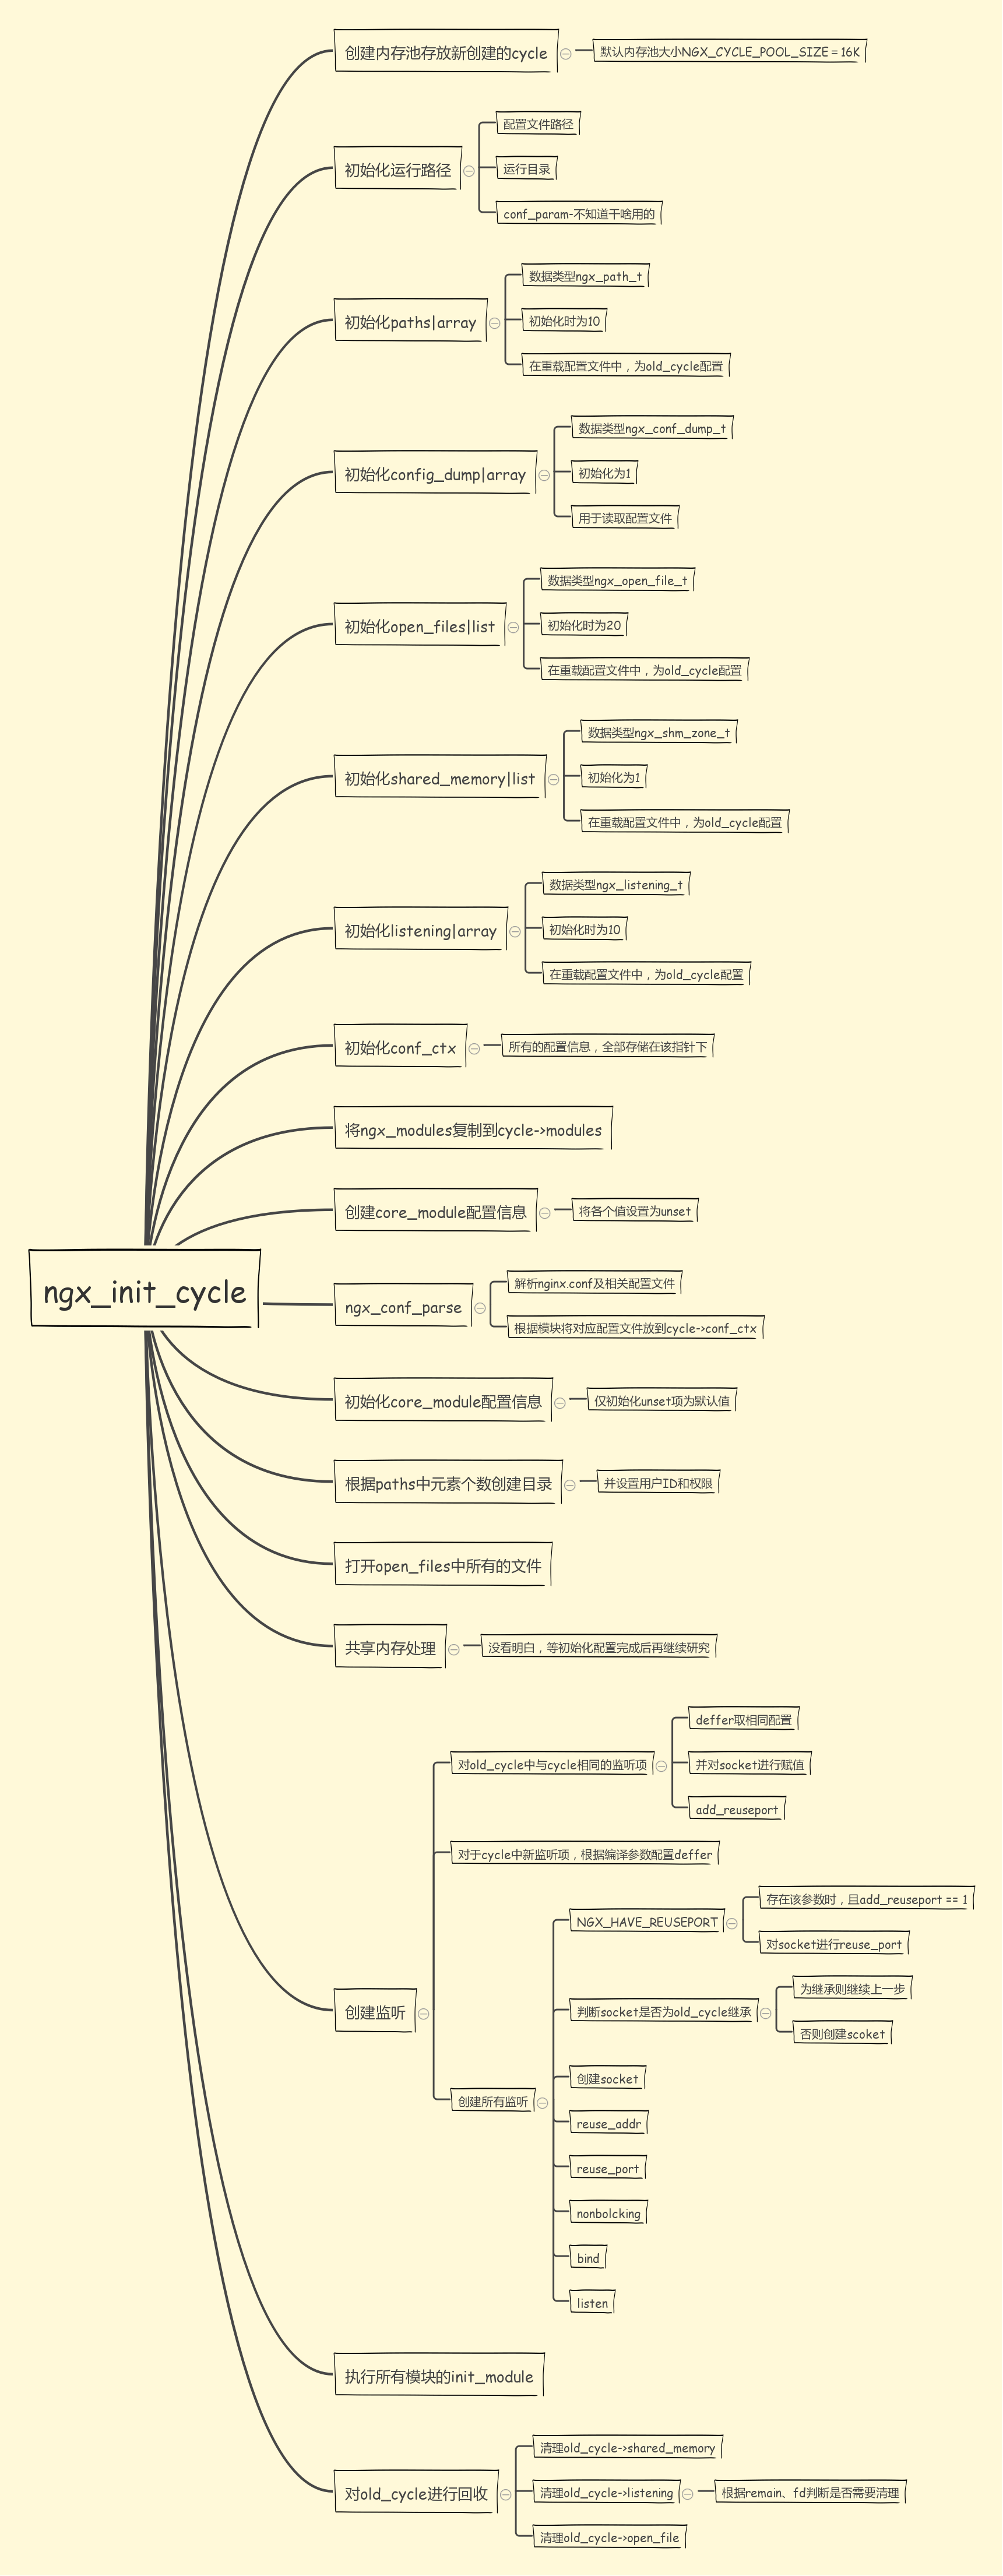 创建内存池存放新创建的cycle
默认内存池大小NGX_CYCLE_POOL_SIZE = 16K
初始化运行路径
配置文件路径
运行目录
conf_param-不知道干啥用的
初始化paths|array
数据类型ngx_path_t
初始化时为10
在重载配置文件中，为old_cycle配置
初始化config_dump|array
数据类型ngx_conf_dump_t
初始化为1
用于读取配置文件
初始化open_files|list
数据类型ngx_open_file_t
初始化时为20
在重载配置文件中，为old_cycle配置
初始化shared_memory|list
数据类型ngx_shm_zone_t
初始化为1
在重载配置文件中，为old_cycle配置
初始化listening|array
数据类型ngx_listening_t
初始化时为10
在重载配置文件中，为old_cycle配置
初始化conf_ctx
所有的配置信息，全部存储在该指针下
将ngx_modules复制到cycle->modules
创建core_module配置信息
将各个值设置为unset
ngx_init_cycle
ngx_conf_parse
解析nginx.conf及相关配置文件
根据模块将对应配置文件放到cycle->conf_ctx
初始化core_module配置信息
仅初始化unset项为默认值
根据paths中元素个数创建目录
并设置用户ID和权限
打开open_files中所有的文件
共享内存处理
没看明白，等初始化配置完成后再继续研究
创建监听
对old_cycle中与cycle相同的监听项
deffer取相同配置
并对socket进行赋值
add_reuseport
对于cycle中新监听项，根据编译参数配置deffer
创建所有监听
NGX_HAVE_REUSEPORT
存在该参数时，且add_reuseport == 1
对socket进行reuse_port
判断socket是否为old_cycle继承
为继承则继续上一步
否则创建scoket
创建socket
reuse_addr
reuse_port
nonbolcking
bind
listen
执行所有模块的init_module
对old_cycle进行回收
清理old_cycle->shared_memory
清理old_cycle->listening
根据remain、fd判断是否需要清理
清理old_cycle->open_file